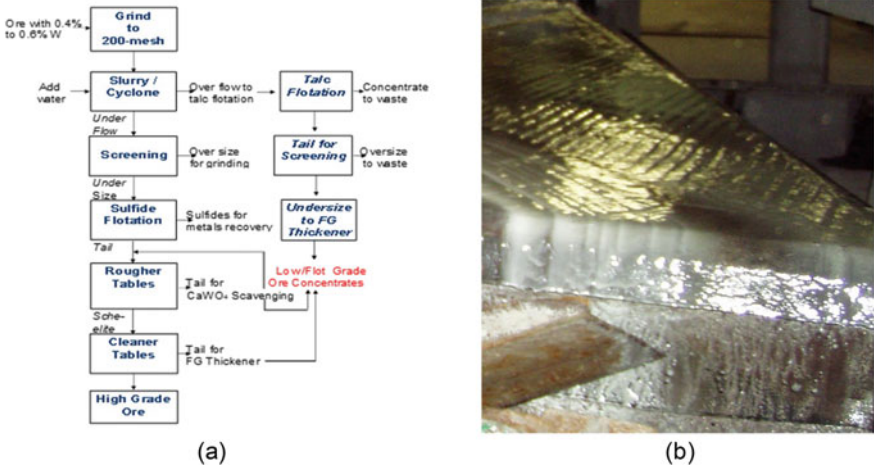 Ore with 0.4%
to 0.6% W
Grind
to
200-mesh
Add
water
Slurry /
Cyclone
Over flow to
talc flotation
Talc
Flotation
Concentrate
to waste
Under
Flow
Screening
Over size
for grinding
Tail for
Screening
Oversize
to waste
Under
Size
Sulfide
Flotation
Sulfides for
metals recovery
Undersize
to FG
Thickener
Tail
Rougher
Tables
Tail for
CaWO₄ Scavenging
Low/Flot Grade
Ore Concentrates
Sche-
elite
Cleaner
Tables
Tail for
FG Thickener
High Grade
Ore
(a)
(b)